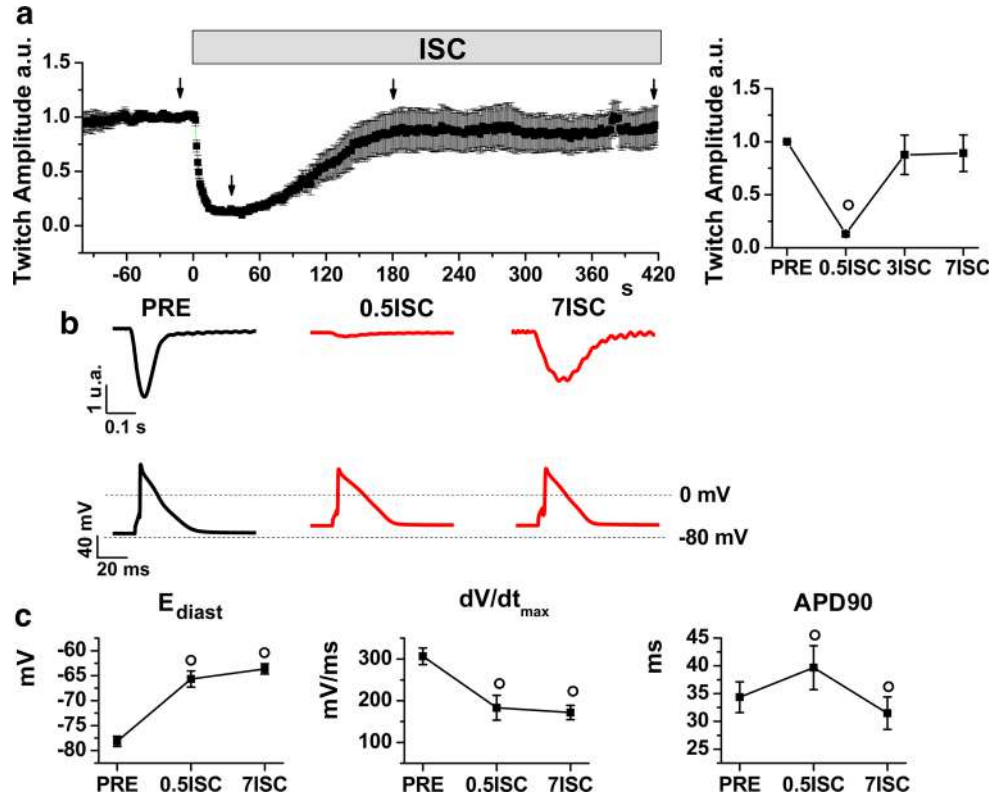 a
ISC
Twitch Amplitude a.u.
1.5
1.0
0.5
0.0
-60 0 60 120 180 240 300 360 420
s
Twitch Amplitude a.u.
1.5
1.0
0.5
0.0
PRE 0.5ISC 3ISC 7ISC
b
PRE 0.5ISC 7ISC
1 u.a.
0.1 s
0 mV
-80 mV
40 mV
20 ms
c
E diast
mV
-60
-65
-70
-75
-80
PRE 0.5ISC 7ISC
dV/dt max
mV/ms
300
200
100
PRE 0.5ISC 7ISC
APD90
ms
45
40
35
30
25
PRE 0.5ISC 7ISC